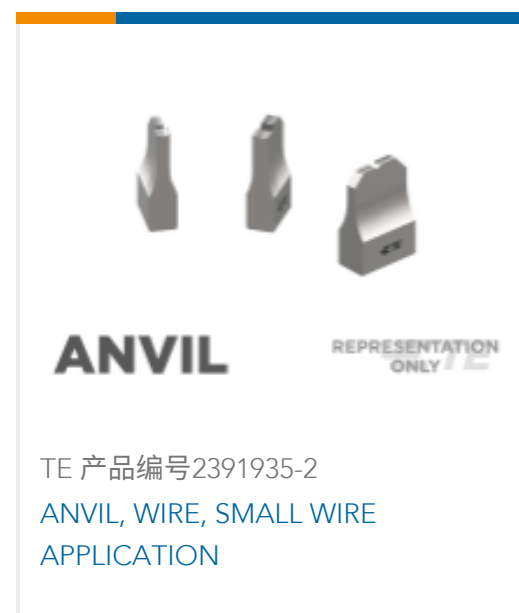 ANVIL
REPRESENTATION
ONLY
TE
TE 产品编号2391935-2
ANVIL, WIRE, SMALL WIRE
APPLICATION